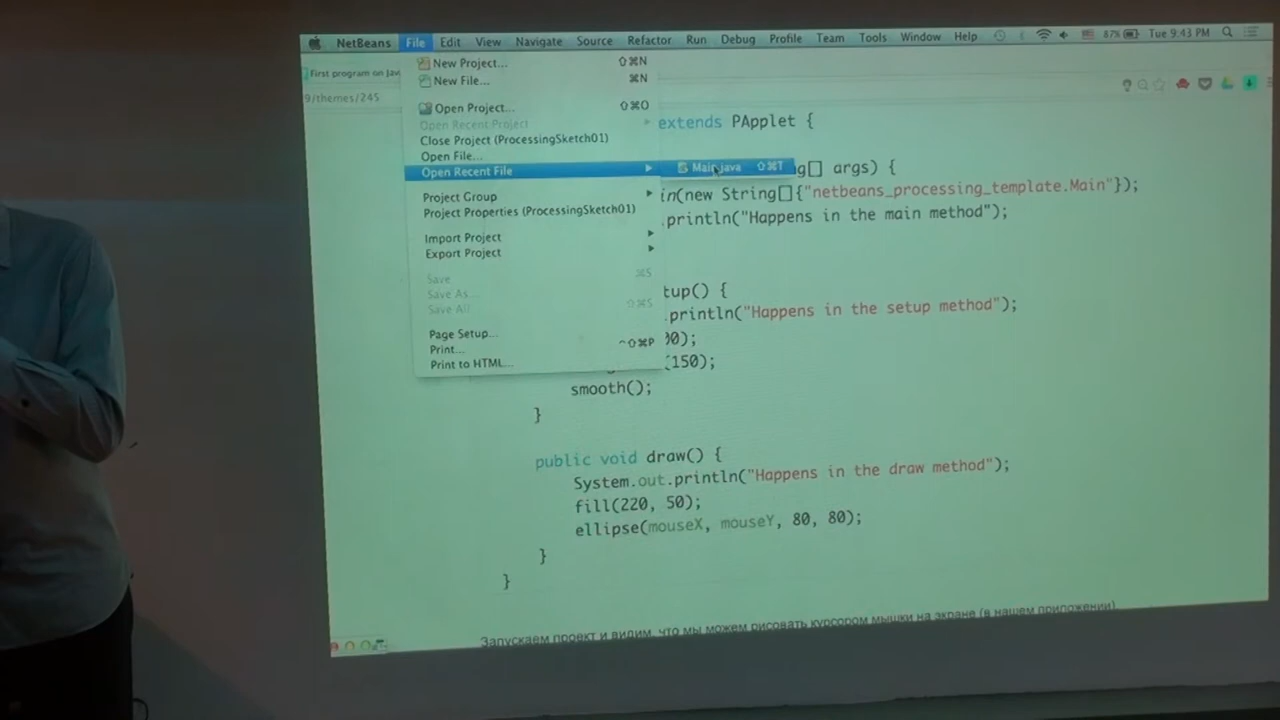 NetBeans File Edit View Navigate Source Refactor Run Debug Profile Team Tools Window Help 87% Tue 9:43 PM
First program on Jav
9/themes/245
New Project... ⇧⌘N
New File... ⌘N
Open Project... ⇧⌘O
Open Recent Project
Close Project (ProcessingSketch01)
Open File...
Open Recent File
Main.java ⇧⌘T
Project Group
Project Properties (ProcessingSketch01)
Import Project
Export Project
Save ⌘S
Save As...
Save All ⇧⌘S
Page Setup...
Print... ^⇧⌘P
Print to HTML...
extends PApplet {
g[] args) {
in(new String[]{"netbeans_processing_template.Main"});
.println("Happens in the main method");
tup() {
.println("Happens in the setup method");
00);
(150);
smooth();
}
public void draw() {
System.out.println("Happens in the draw method");
fill(220, 50);
ellipse(mouseX, mouseY, 80, 80);
}
}
Запускаем проект и видим, что мы можем рисовать курсором мышки на экране (в нашем приложении)